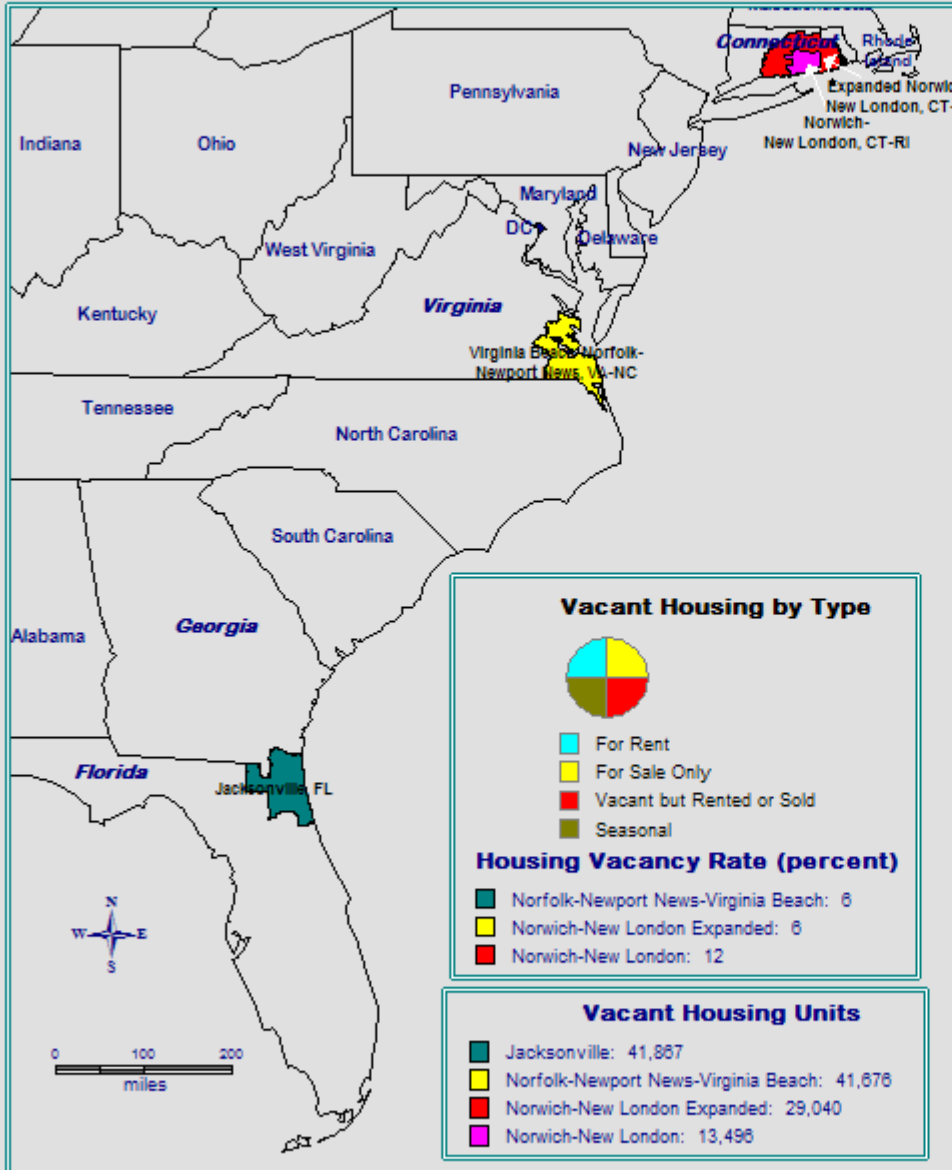 Massachusetts
Connecticut
Rhode
Island
Expanded Norwic
New London, CT-
Norwich-
New London, CT-RI
Pennsylvania
New Jersey
Indiana
Ohio
Maryland
DC
Delaware
West Virginia
Virginia
Kentucky
Virginia Beach-Norfolk-
Newport News, VA-NC
Tennessee
North Carolina
South Carolina
Alabama
Georgia
Florida
Jacksonville, FL
N
W
E
S
0 100 200
miles
Vacant Housing by Type
For Rent
For Sale Only
Vacant but Rented or Sold
Seasonal
Housing Vacancy Rate (percent)
Norfolk-Newport News-Virginia Beach: 6
Norwich-New London Expanded: 6
Norwich-New London: 12
Vacant Housing Units
Jacksonville: 41,867
Norfolk-Newport News-Virginia Beach: 41,676
Norwich-New London Expanded: 29,040
Norwich-New London: 13,496